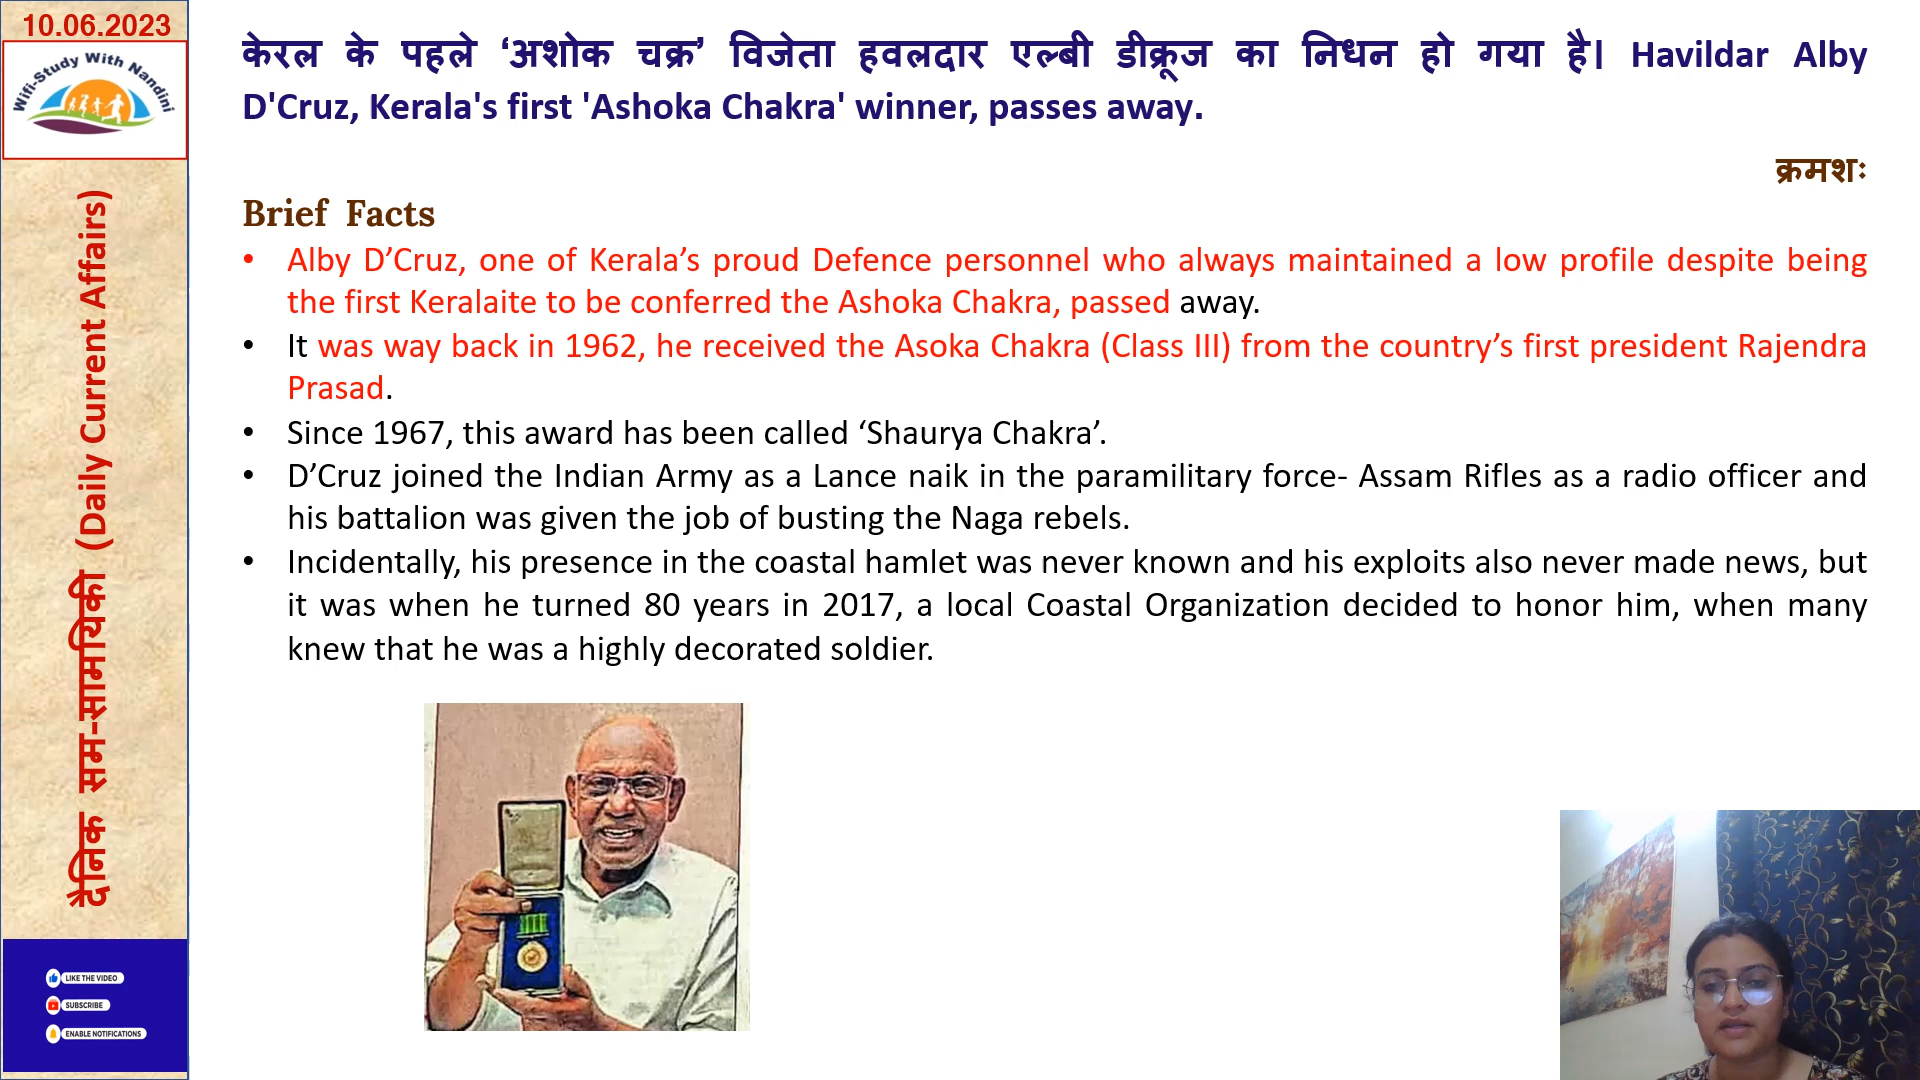 10.06.2023
Wifi-Study With Nandini
दैनिक सम-सामयिकी (Daily Current Affairs)
LIKE THE VIDEO
SUBSCRIBE
ENABLE NOTIFICATIONS
केरल के पहले ‘अशोक चक्र’ विजेता हवलदार एल्बी डीक्रूज का निधन हो गया है| Havildar Alby
D'Cruz, Kerala's first 'Ashoka Chakra' winner, passes away.
क्रमशः
Brief Facts
• Alby D’Cruz, one of Kerala’s proud Defence personnel who always maintained a low profile despite being
the first Keralaite to be conferred the Ashoka Chakra, passed away.
• It was way back in 1962, he received the Asoka Chakra (Class III) from the country’s first president Rajendra
Prasad.
• Since 1967, this award has been called ‘Shaurya Chakra’.
• D’Cruz joined the Indian Army as a Lance naik in the paramilitary force- Assam Rifles as a radio officer and
his battalion was given the job of busting the Naga rebels.
• Incidentally, his presence in the coastal hamlet was never known and his exploits also never made news, but
it was when he turned 80 years in 2017, a local Coastal Organization decided to honor him, when many
knew that he was a highly decorated soldier.